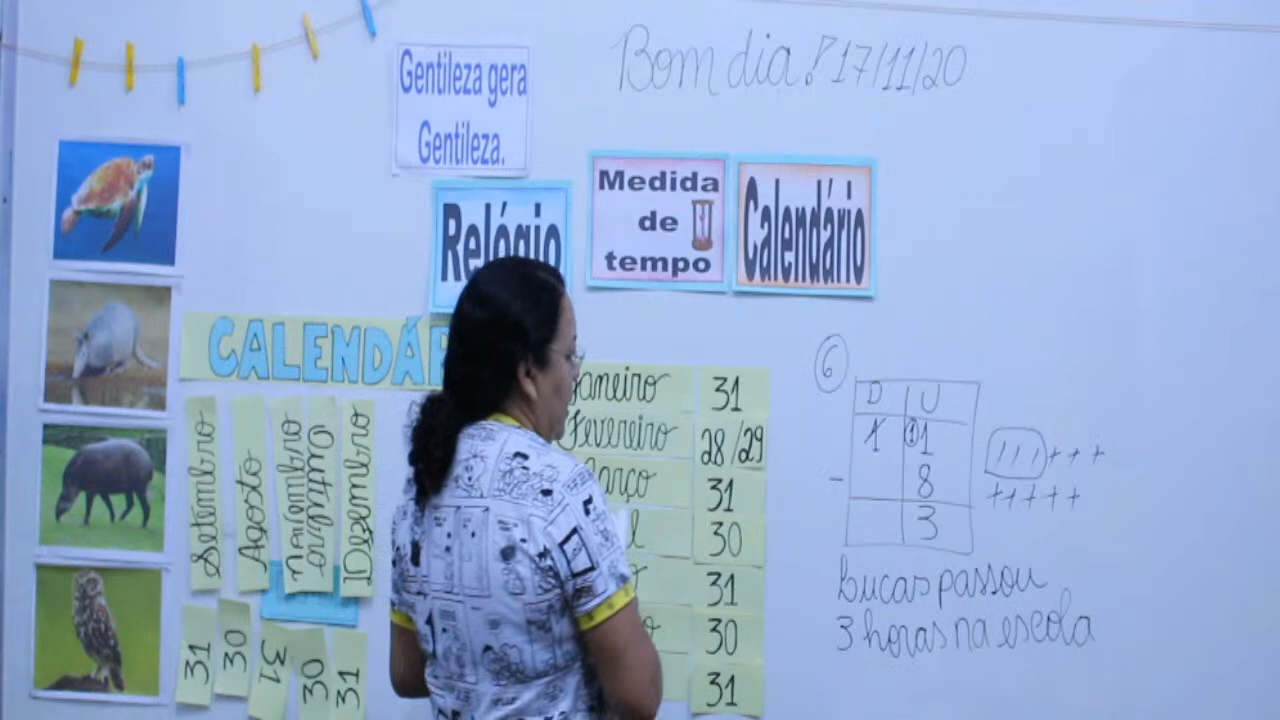 Bom dia! 17/11/20
Gentileza gera
Gentileza.
Relógio
Medida
de
tempo
Calendário
CALENDÁR
Setembro
Agosto
Novembro
Outubro
Dezembro
31
30
31
30
31
Janeiro 31
Fevereiro 28/29
Março 31
30
31
30
31
6
D U
1 11
- 8
3
Lucas passou
3 horas na escola